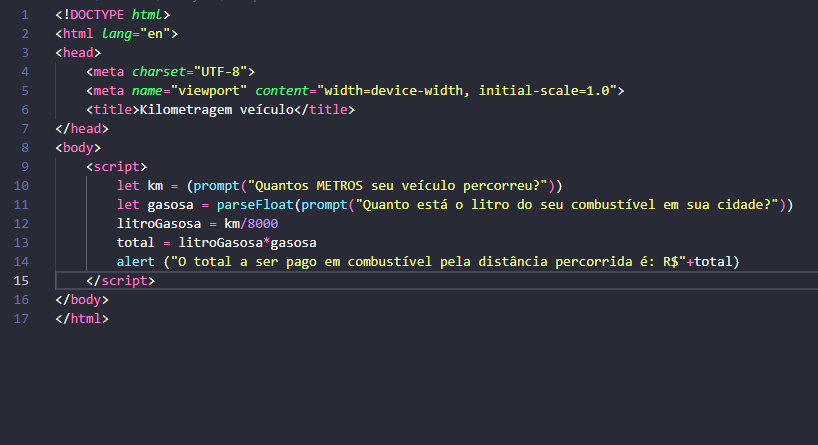 1 <!DOCTYPE html>
2 <html lang="en">
3 <head>
4 <meta charset="UTF-8">
5 <meta name="viewport" content="width=device-width, initial-scale=1.0">
6 <title>Kilometragem veículo</title>
7 </head>
8 <body>
9 <script>
10 let km = (prompt("Quantos METROS seu veículo percorreu?"))
11 let gasosa = parseFloat(prompt("Quanto está o litro do seu combustível em sua cidade?"))
12 litroGasosa = km/8000
13 total = litroGasosa*gasosa
14 alert ("O total a ser pago em combustível pela distância percorrida é: R$"+total)
15 </script>
16 </body>
17 </html>